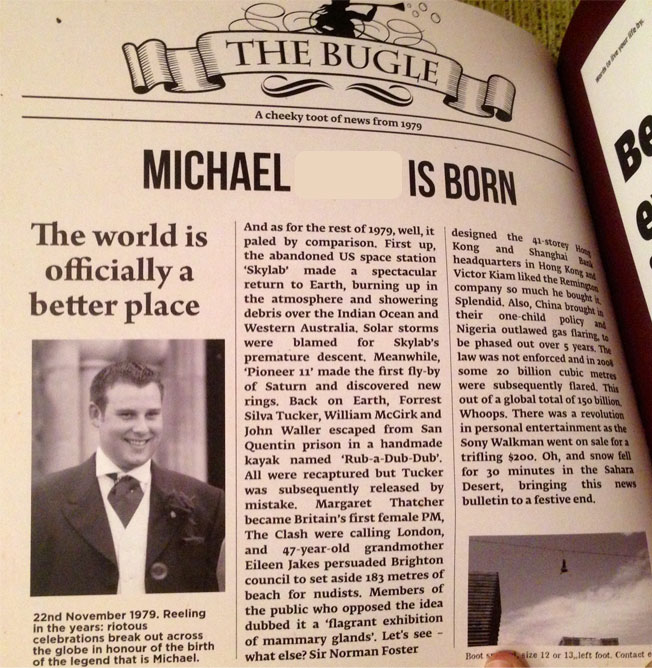 THE BUGLE
A cheeky toot of news from 1979
MICHAEL IS BORN
The world is
officially a
better place
22nd November 1979. Reeling
in the years: riotous
celebrations break out across
the globe in honour of the birth
of the legend that is Michael.
And as for the rest of 1979, well, it
paled by comparison. First up,
the abandoned US space station
‘Skylab’ made a spectacular
return to Earth, burning up in
the atmosphere and showering
debris over the Indian Ocean and
Western Australia. Solar storms
were blamed for Skylab’s
premature descent. Meanwhile,
‘Pioneer 11’ made the first fly-by
of Saturn and discovered new
rings. Back on Earth, Forrest
Silva Tucker, William McGirk and
John Waller escaped from San
Quentin prison in a handmade
kayak named ‘Rub-a-Dub-Dub’.
All were recaptured but Tucker
was subsequently released by
mistake. Margaret Thatcher
became Britain’s first female PM,
The Clash were calling London,
and 47-year-old grandmother
Eileen Jakes persuaded Brighton
council to set aside 183 metres of
beach for nudists. Members of
the public who opposed the idea
dubbed it a ‘flagrant exhibition
of mammary glands’. Let’s see –
what else? Sir Norman Foster
designed the 41-storey Hong
Kong and Shanghai Bank
headquarters in Hong Kong and
Victor Kiam liked the Remington
company so much he bought it.
Splendid. Also, China brought in
their one-child policy and
Nigeria outlawed gas flaring, to
be phased out over 5 years. The
law was not enforced and in 2008
some 20 billion cubic metres
were subsequently flared. This
out of a global total of 150 billion.
Whoops. There was a revolution
in personal entertainment as the
Sony Walkman went on sale for a
trifling $200. Oh, and snow fell
for 30 minutes in the Sahara
Desert, bringing this news
bulletin to a festive end.
Boot size 12 or 13, left foot. Contact
Words to live your life by.
Be